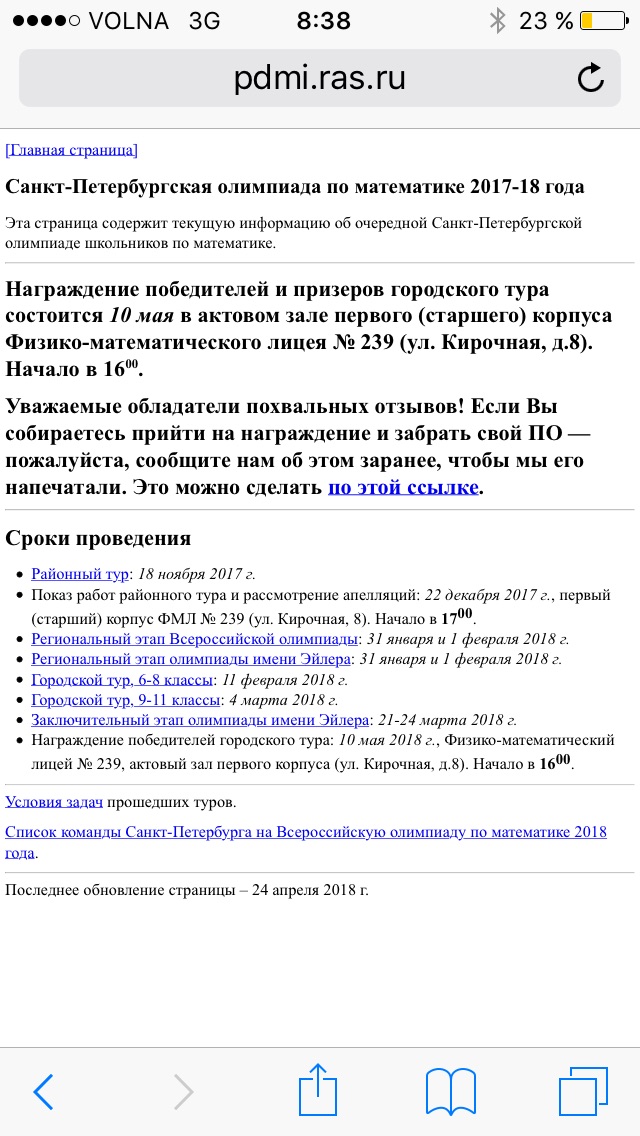 VOLNA 3G 8:38 23 %
pdmi.ras.ru
[Главная страница]
Санкт-Петербургская олимпиада по математике 2017-18 года
Эта страница содержит текущую информацию об очередной Санкт-Петербургской
олимпиаде школьников по математике.
Награждение победителей и призеров городского тура
состоится 10 мая в актовом зале первого (старшего) корпуса
Физико-математического лицея № 239 (ул. Кирочная, д.8).
Начало в 16⁰⁰.
Уважаемые обладатели похвальных отзывов! Если Вы
собираетесь прийти на награждение и забрать свой ПО —
пожалуйста, сообщите нам об этом заранее, чтобы мы его
напечатали. Это можно сделать по этой ссылке.
Сроки проведения
• Районный тур: 18 ноября 2017 г.
• Показ работ районного тура и рассмотрение апелляций: 22 декабря 2017 г., первый
(старший) корпус ФМЛ № 239 (ул. Кирочная, 8). Начало в 17⁰⁰.
• Региональный этап Всероссийской олимпиады: 31 января и 1 февраля 2018 г.
• Региональный этап олимпиады имени Эйлера: 31 января и 1 февраля 2018 г.
• Городской тур, 6-8 классы: 11 февраля 2018 г.
• Городской тур, 9-11 классы: 4 марта 2018 г.
• Заключительный этап олимпиады имени Эйлера: 21-24 марта 2018 г.
• Награждение победителей городского тура: 10 мая 2018 г., Физико-математический
лицей № 239, актовый зал первого корпуса (ул. Кирочная, д.8). Начало в 16⁰⁰.
Условия задач прошедших туров.
Список команды Санкт-Петербурга на Всероссийскую олимпиаду по математике 2018
года.
Последнее обновление страницы – 24 апреля 2018 г.